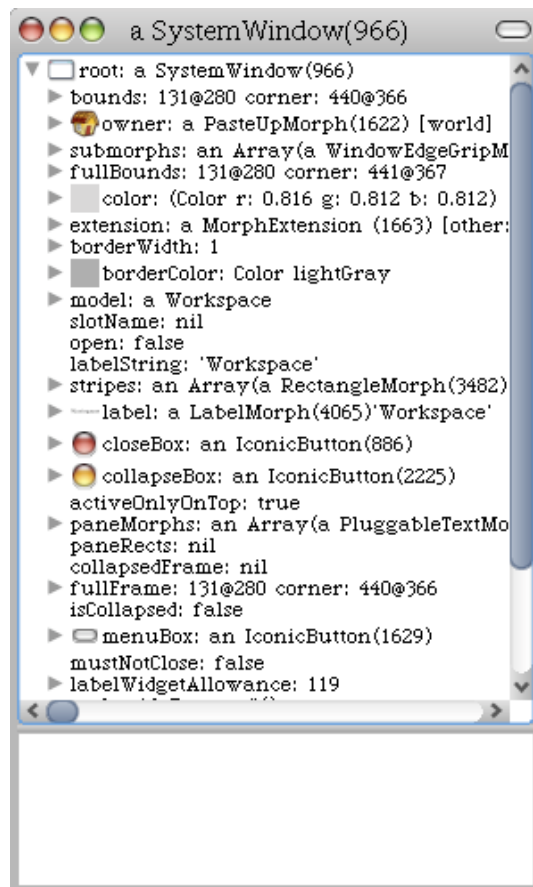 a SystemWindow(966)
root: a SystemWindow(966)
bounds: 131@280 corner: 440@366
owner: a PasteUpMorph(1622) [world]
submorphs: an Array(a WindowEdgeGripM
fullBounds: 131@280 corner: 441@367
color: (Color r: 0.816 g: 0.812 b: 0.812)
extension: a MorphExtension (1663) [other:
borderWidth: 1
borderColor: Color lightGray
model: a Workspace
slotName: nil
open: false
labelString: 'Workspace'
stripes: an Array(a RectangleMorph(3482)
label: a LabelMorph(4065)'Workspace'
closeBox: an IconicButton(886)
collapseBox: an IconicButton(2225)
activeOnlyOnTop: true
paneMorphs: an Array(a PluggableTextMo
paneRects: nil
collapsedFrame: nil
fullFrame: 131@280 corner: 440@366
isCollapsed: false
menuBox: an IconicButton(1629)
mustNotClose: false
labelWidgetAllowance: 119